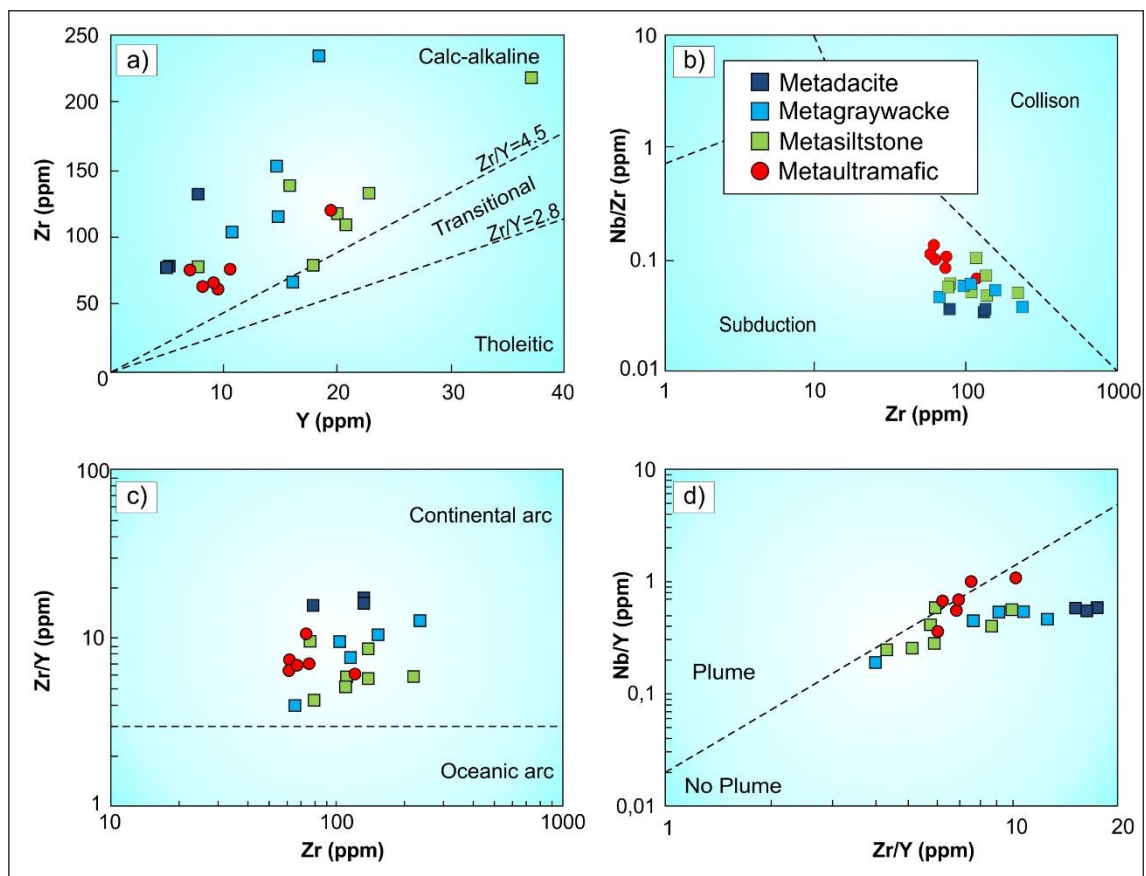 a)
250
200
150
100
50
0
Zr (ppm)
10
20
30
40
Y (ppm)
Calc-alkaline
Zr/Y=4.5
Transitional
Zr/Y=2.8
Tholeitic
b)
10
1
0.1
0.01
Nb/Zr (ppm)
1
10
100
1000
Zr (ppm)
Metadacite
Metagraywacke
Metasiltstone
Metaultramafic
Collison
Subduction
c)
100
10
1
Zr/Y (ppm)
10
100
1000
Zr (ppm)
Continental arc
Oceanic arc
d)
10
1
0,1
0,01
Nb/Y (ppm)
1
10
20
Zr/Y (ppm)
Plume
No Plume